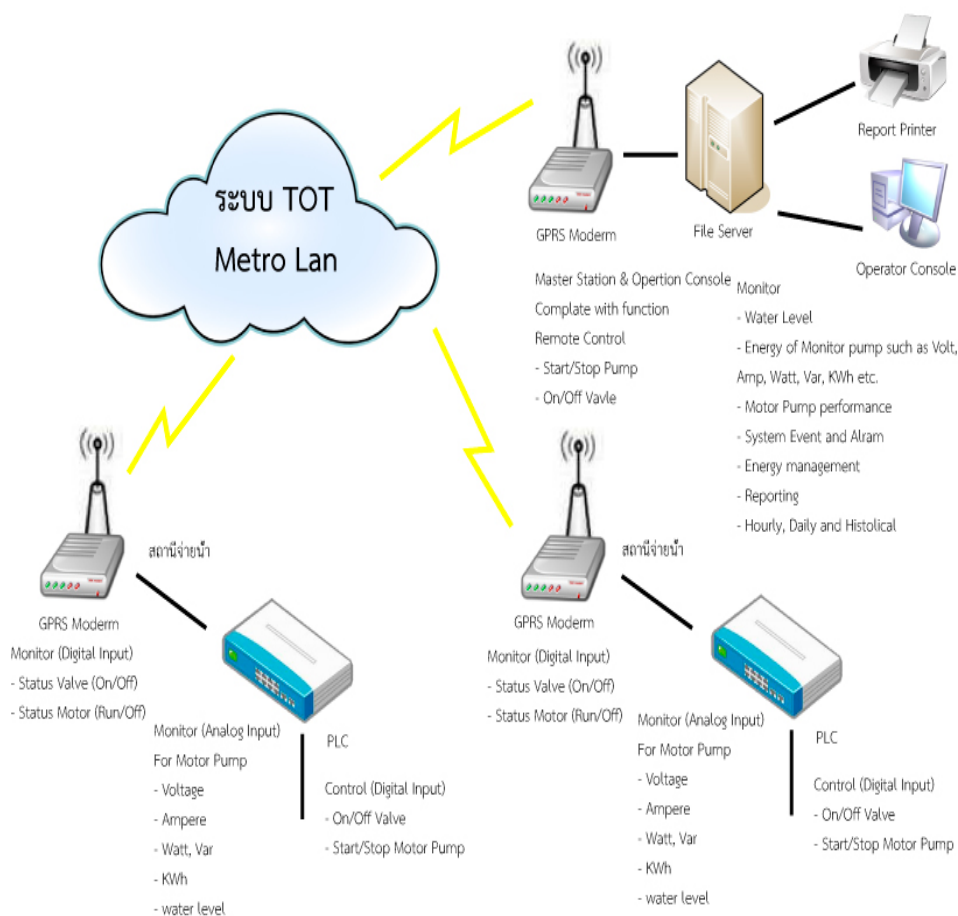 ระบบ TOT
Metro Lan
GPRS Moderm
File Server
Report Printer
Operator Console
Master Station & Opertion Console
Complate with function
Remote Control
- Start/Stop Pump
- On/Off Vavle
Monitor
- Water Level
- Energy of Monitor pump such as Volt,
Amp, Watt, Var, KWh etc.
- Motor Pump performance
- System Event and Alram
- Energy management
- Reporting
- Hourly, Daily and Histolical
สถานีจ่ายน้ำ
GPRS Moderm
Monitor (Digital Input)
- Status Valve (On/Off)
- Status Motor (Run/Off)
Monitor (Analog Input)
For Motor Pump
- Voltage
- Ampere
- Watt, Var
- KWh
- water level
PLC
Control (Digital Input)
- On/Off Valve
- Start/Stop Motor Pump
สถานีจ่ายน้ำ
GPRS Moderm
Monitor (Digital Input)
- Status Valve (On/Off)
- Status Motor (Run/Off)
Monitor (Analog Input)
For Motor Pump
- Voltage
- Ampere
- Watt, Var
- KWh
- water level
PLC
Control (Digital Input)
- On/Off Valve
- Start/Stop Motor Pump